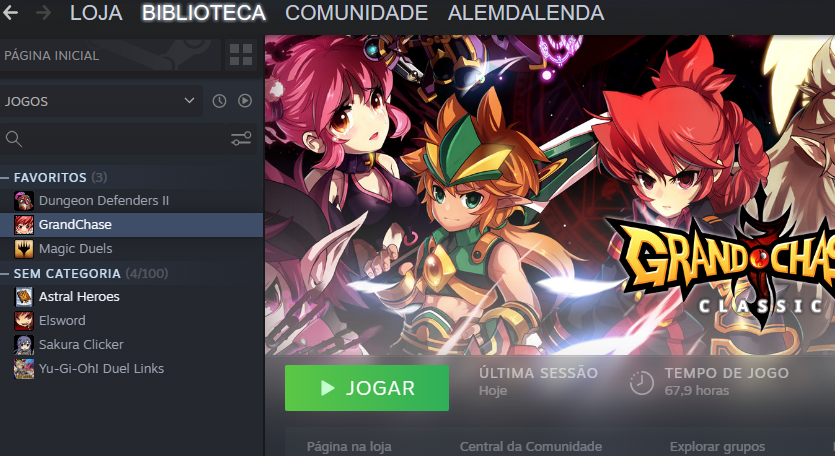 LOJA BIBLIOTECA COMUNIDADE ALEMDALENDA
PÁGINA INICIAL
JOGOS
FAVORITOS (3)
Dungeon Defenders II
GrandChase
Magic Duels
SEM CATEGORIA (4/100)
Astral Heroes
Elsword
Sakura Clicker
Yu-Gi-Oh! Duel Links
GRAND CHAS
CLASSIC
JOGAR
ÚLTIMA SESSÃO
Hoje
TEMPO DE JOGO
67,9 horas
Página na loja Central da Comunidade Explorar grupos